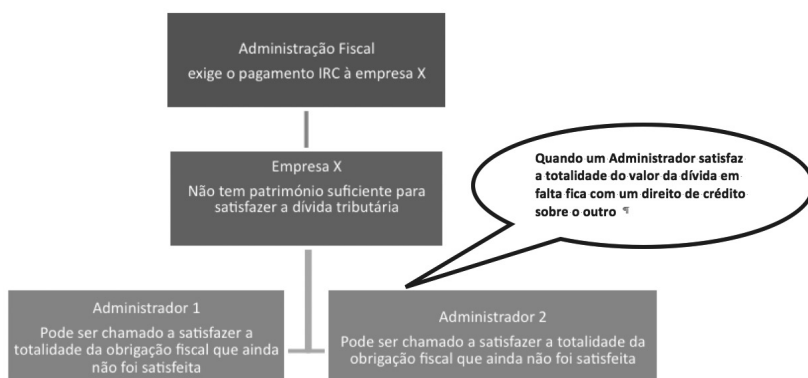 Administração Fiscal
exige o pagamento IRC à empresa X
Empresa X
Não tem património suficiente para
satisfazer a dívida tributária
Quando um Administrador satisfaz
a totalidade do valor da dívida em
falta fica com um direito de crédito
sobre o outro ¶
Administrador 1
Pode ser chamado a satisfazer a
totalidade da obrigação fiscal que ainda
não foi satisfeita
Administrador 2
Pode ser chamado a satisfazer a totalidade da
obrigação fiscal que ainda não foi satisfeita